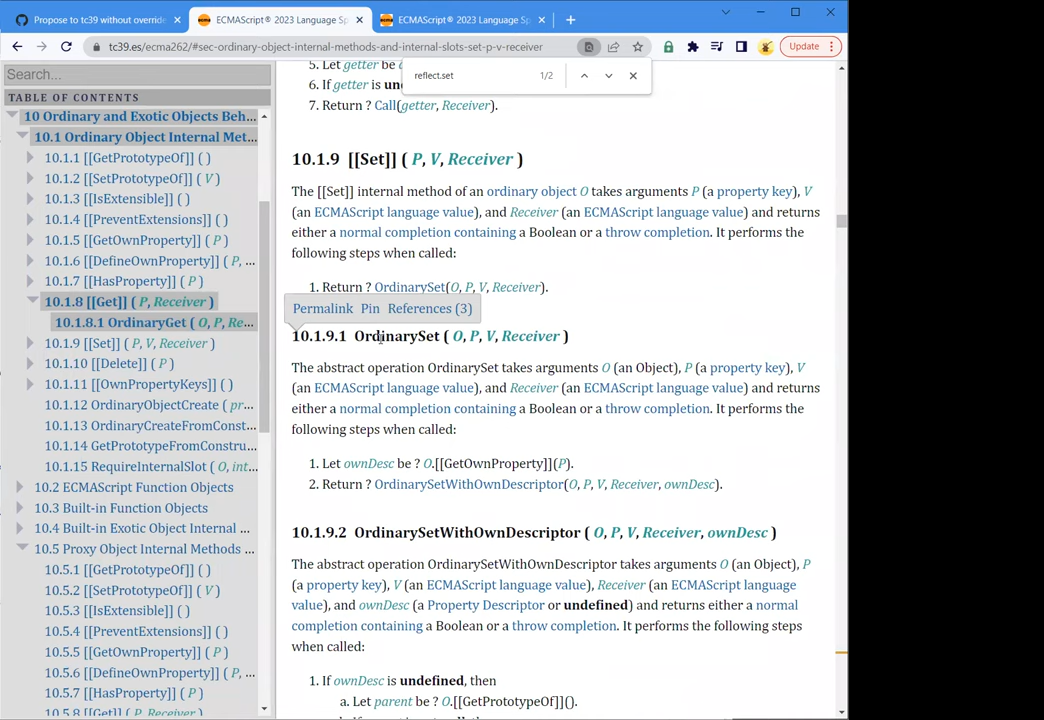 Propose to tc39 without override
ECMAScript® 2023 Language Sp
ECMAScript® 2023 Language Sp
tc39.es/ecma262/#sec-ordinary-object-internal-methods-and-internal-slots-set-p-v-receiver
Update
reflect.set
1/2
Search...
TABLE OF CONTENTS
10 Ordinary and Exotic Objects Beh...
10.1 Ordinary Object Internal Met...
10.1.1 [[GetPrototypeOf]] ( )
10.1.2 [[SetPrototypeOf]] ( V )
10.1.3 [[IsExtensible]] ( )
10.1.4 [[PreventExtensions]] ( )
10.1.5 [[GetOwnProperty]] ( P )
10.1.6 [[DefineOwnProperty]] ( P, ...
10.1.7 [[HasProperty]] ( P )
10.1.8 [[Get]] ( P, Receiver )
10.1.8.1 OrdinaryGet ( O, P, Re...
10.1.9 [[Set]] ( P, V, Receiver )
10.1.10 [[Delete]] ( P )
10.1.11 [[OwnPropertyKeys]] ( )
10.1.12 OrdinaryObjectCreate ( pr...
10.1.13 OrdinaryCreateFromConst...
10.1.14 GetPrototypeFromConstru...
10.1.15 RequireInternalSlot ( O, int...
10.2 ECMAScript Function Objects
10.3 Built-in Function Objects
10.4 Built-in Exotic Object Internal ...
10.5 Proxy Object Internal Methods ...
10.5.1 [[GetPrototypeOf]] ( )
10.5.2 [[SetPrototypeOf]] ( V )
10.5.3 [[IsExtensible]] ( )
10.5.4 [[PreventExtensions]] ( )
10.5.5 [[GetOwnProperty]] ( P )
10.5.6 [[DefineOwnProperty]] ( P, ...
10.5.7 [[HasProperty]] ( P )
10.5.8 [[Get]] ( P, Receiver )
5. Let getter be
6. If getter is
7. Return ? Call(getter, Receiver).
10.1.9 [[Set]] ( P, V, Receiver )
The [[Set]] internal method of an ordinary object O takes arguments P (a property key), V
(an ECMAScript language value), and Receiver (an ECMAScript language value) and returns
either a normal completion containing a Boolean or a throw completion. It performs the
following steps when called:
1. Return ? OrdinarySet(O, P, V, Receiver).
Permalink Pin References (3)
10.1.9.1 OrdinarySet ( O, P, V, Receiver )
The abstract operation OrdinarySet takes arguments O (an Object), P (a property key), V
(an ECMAScript language value), and Receiver (an ECMAScript language value) and returns
either a normal completion containing a Boolean or a throw completion. It performs the
following steps when called:
1. Let ownDesc be ? O.[[GetOwnProperty]](P).
2. Return ? OrdinarySetWithOwnDescriptor(O, P, V, Receiver, ownDesc).
10.1.9.2 OrdinarySetWithOwnDescriptor ( O, P, V, Receiver, ownDesc )
The abstract operation OrdinarySetWithOwnDescriptor takes arguments O (an Object), P
(a property key), V (an ECMAScript language value), Receiver (an ECMAScript language
value), and ownDesc (a Property Descriptor or undefined) and returns either a normal
completion containing a Boolean or a throw completion. It performs the following steps
when called:
1. If ownDesc is undefined, then
a. Let parent be ? O.[[GetPrototypeOf]]().